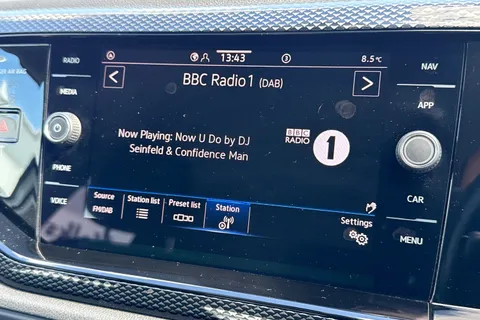 RADIO
MEDIA
PHONE
VOICE
13:43
3
8.5°C
< BBC Radio 1 (DAB) >
Now Playing: Now U Do by DJ
Seinfeld & Confidence Man
BBC
RADIO
1
Source
FM/DAB
Station list
Preset list
Station
Settings
NAV
APP
CAR
MENU